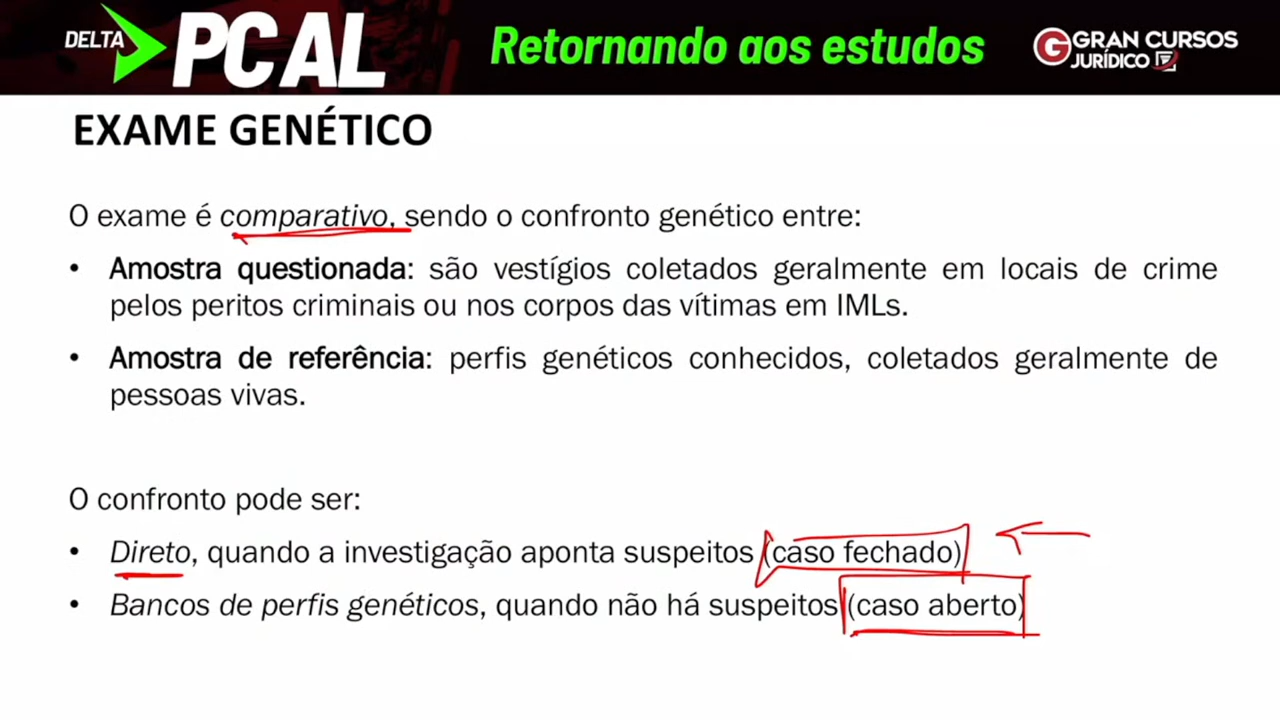 DELTA PC AL
Retornando aos estudos
G GRAN CURSOS
JURÍDICO
EXAME GENÉTICO
O exame é comparativo, sendo o confronto genético entre:
• Amostra questionada: são vestígios coletados geralmente em locais de crime
pelos peritos criminais ou nos corpos das vítimas em IMLs.
• Amostra de referência: perfis genéticos conhecidos, coletados geralmente de
pessoas vivas.
O confronto pode ser:
• Direto, quando a investigação aponta suspeitos (caso fechado)
• Bancos de perfis genéticos, quando não há suspeitos (caso aberto)